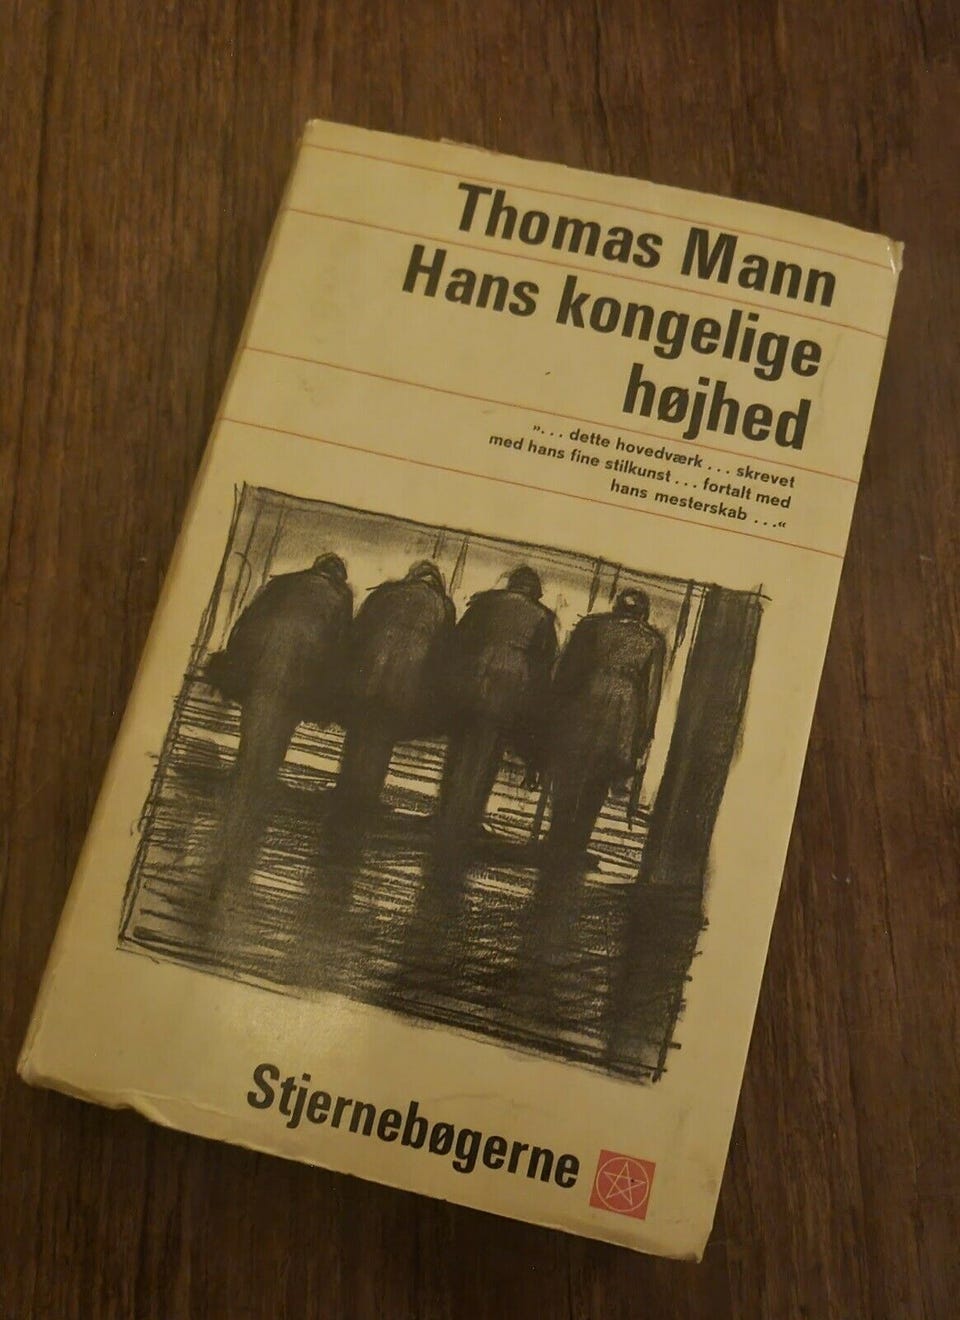 Thomas Mann
Hans kongelige
højhed
”. . . dette hovedværk . . . skrevet
med hans fine stilkunst . . . fortalt med
hans mesterskab . . .“
Stjernebøgerne